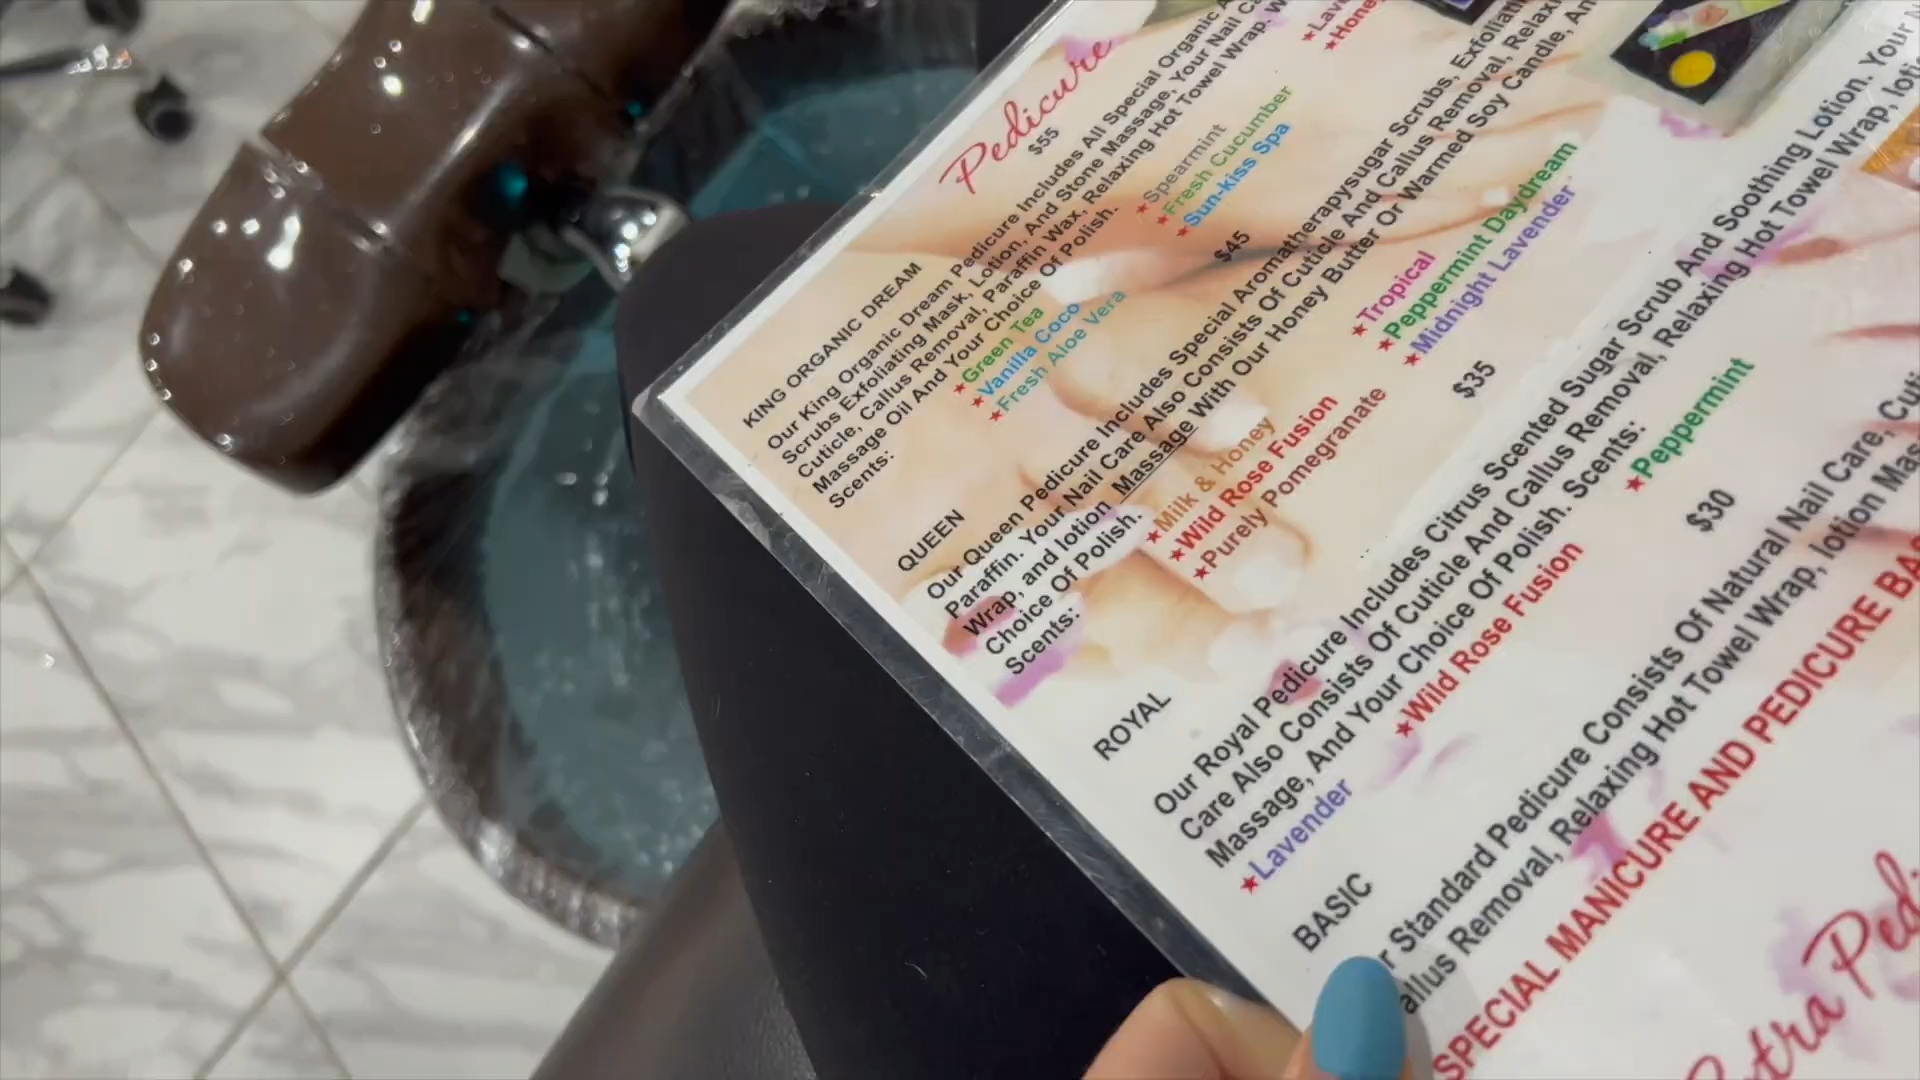 Pedicure
KING ORGANIC DREAM $55
Our King Organic Dream Pedicure Includes All Special Organic
Scrubs Exfoliating Mask, Lotion, And Stone Massage, Your Nail
Cuticle, Callus Removal, Paraffin Wax, Relaxing Hot Towel Wrap,
Massage Oil And Your Choice Of Polish.
Scents:
★Green Tea ★Spearmint
★Vanilla Coco ★Fresh Cucumber
★Fresh Aloe Vera ★Sun-kiss Spa
QUEEN $45
Our Queen Pedicure Includes Special Aromatherapysugar Scrubs,
Paraffin. Your Nail Care Also Consists Of Cuticle And Callus Removal,
Wrap, and lotion Massage With Our Honey Butter Or Warmed Soy Candle,
Choice Of Polish.
Scents:
★Milk & Honey ★Tropical
★Wild Rose Fusion ★Peppermint Daydream
★Purely Pomegranate ★Midnight Lavender
ROYAL $35
Our Royal Pedicure Includes Citrus Scented Sugar Scrub And Soothing Lotion. Your
Care Also Consists Of Cuticle And Callus Removal, Relaxing Hot Towel Wrap,
Massage, And Your Choice Of Polish. Scents:
★Lavender ★Wild Rose Fusion ★Peppermint
BASIC $30
Standard Pedicure Consists Of Natural Nail Care,
Removal, Relaxing Hot Towel Wrap, lotion
SPECIAL MANICURE AND PEDICURE